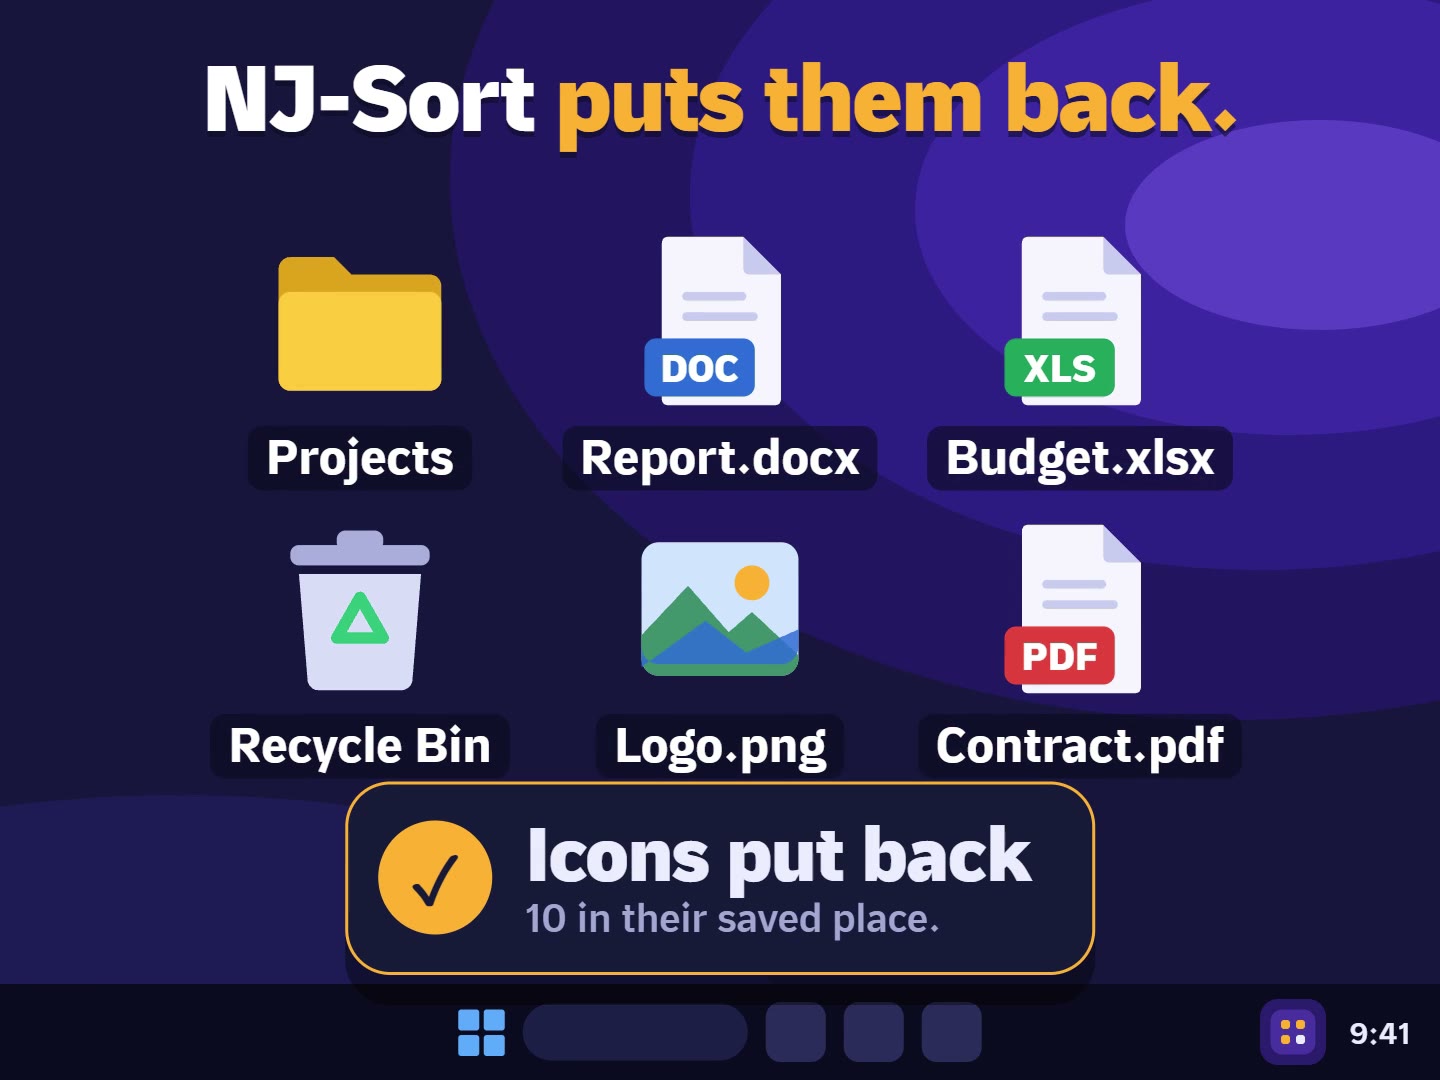 NJ-Sort puts them back.
DOC
XLS
Projects
Report.docx
Budget.xlsx
PDF
Recycle Bin
Logo.png
Contract.pdf
✓
Icons put back
10 in their saved place.
9:41